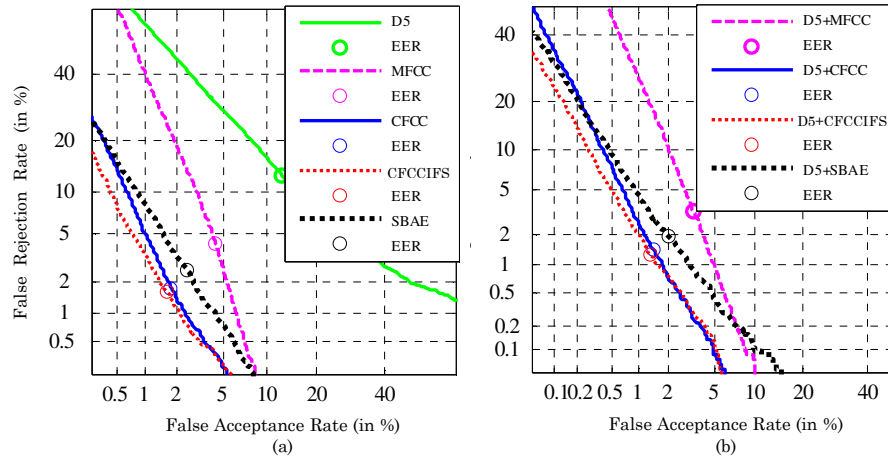 False Rejection Rate (in %)
40
20
10
5
2
1
0.5
D5
EER
MFCC
EER
CFCC
EER
CFCCIFS
EER
SBAE
EER
0.5 1 2 5 10 20 40
False Acceptance Rate (in %)
(a)
40
20
10
5
2
1
0.5
0.2
0.1
D5+MFCC
EER
D5+CFCC
EER
D5+CFCCIFS
EER
D5+SBAE
EER
0.1 0.2 0.5 1 2 5 10 20 40
False Acceptance Rate (in %)
(b)